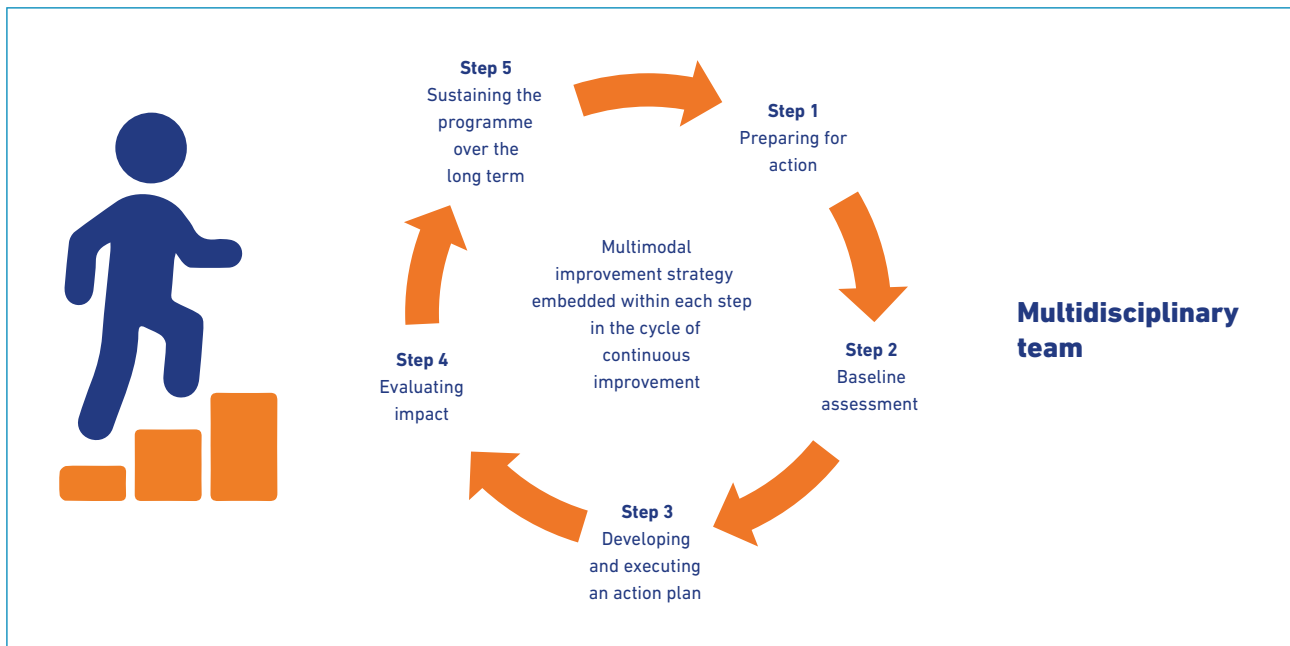 Step 5
Sustaining the
programme
over the
long term
Step 1
Preparing for
action
Multimodal
improvement strategy
embedded within each step
in the cycle of
continuous
improvement
Multidisciplinary
team
Step 2
Baseline
assessment
Step 4
Evaluating
impact
Step 3
Developing
and executing
an action plan